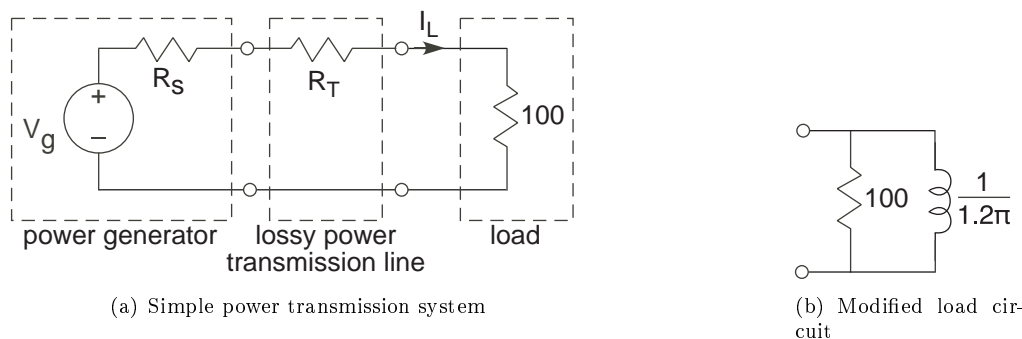 I_L
R_s
R_T
+
V_g
−
100
power generator
lossy power
transmission line
load
(a) Simple power transmission system
100
1
1.2π
(b) Modified load cir-
cuit